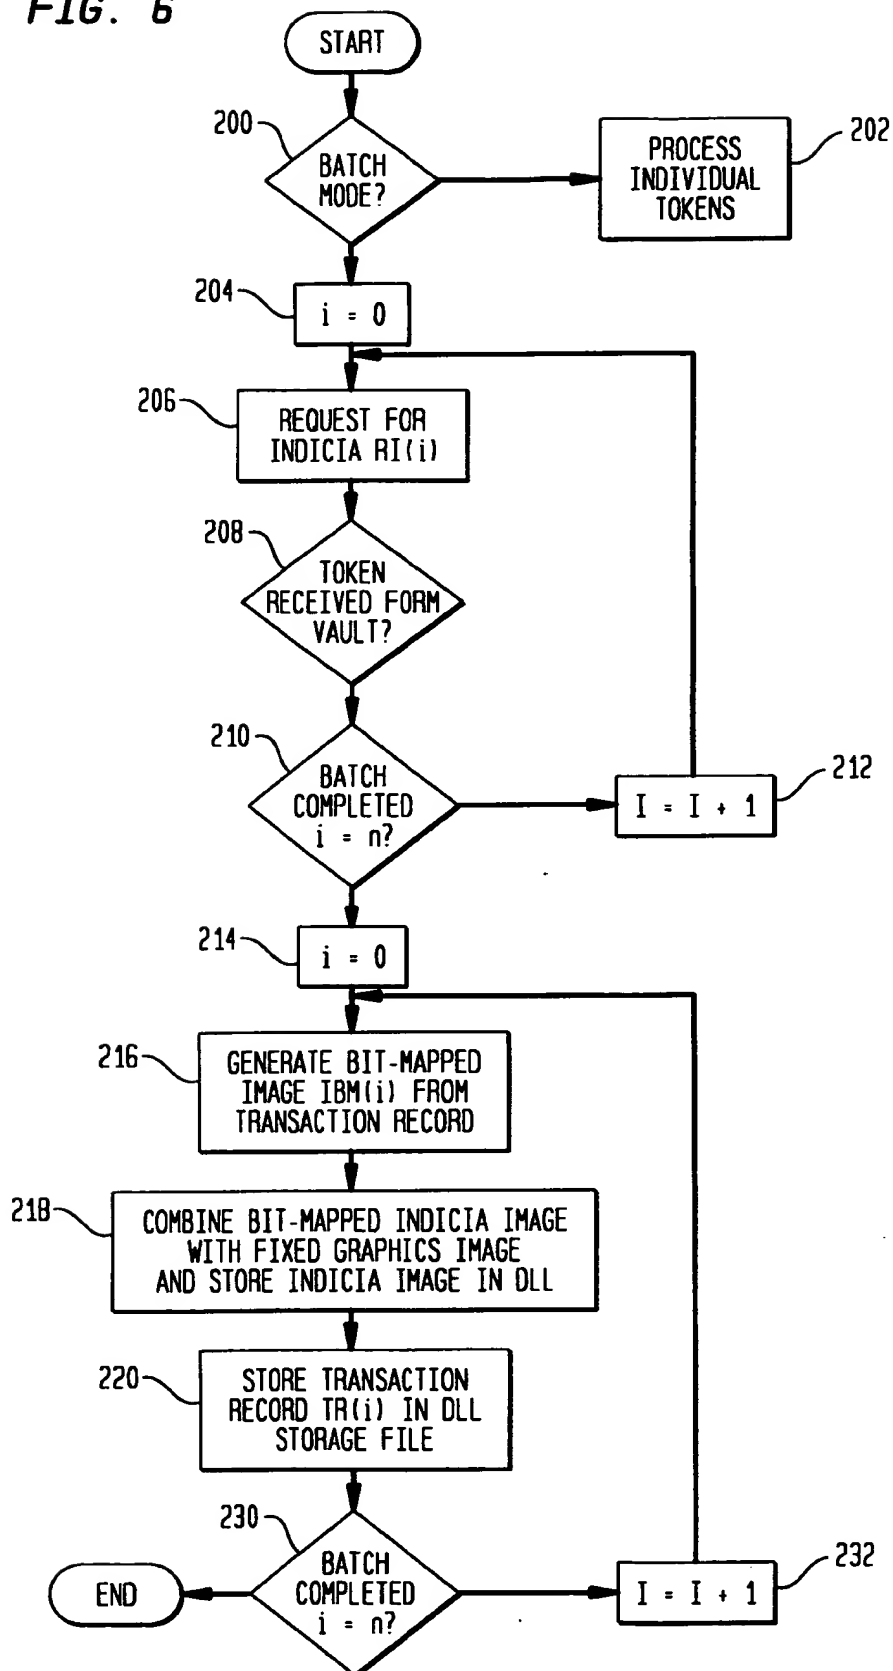 FIG. 6
START
200
BATCH
MODE?
202
PROCESS
INDIVIDUAL
TOKENS
204
i = 0
206
REQUEST FOR
INDICIA RI(i)
208
TOKEN
RECEIVED FORM
VAULT?
210
BATCH
COMPLETED
i = n?
212
I = I + 1
214
i = 0
216
GENERATE BIT-MAPPED
IMAGE IBM(i) FROM
TRANSACTION RECORD
218
COMBINE BIT-MAPPED INDICIA IMAGE
WITH FIXED GRAPHICS IMAGE
AND STORE INDICIA IMAGE IN DLL
220
STORE TRANSACTION
RECORD TR(i) IN DLL
STORAGE FILE
230
BATCH
COMPLETED
i = n?
END
232
I = I + 1